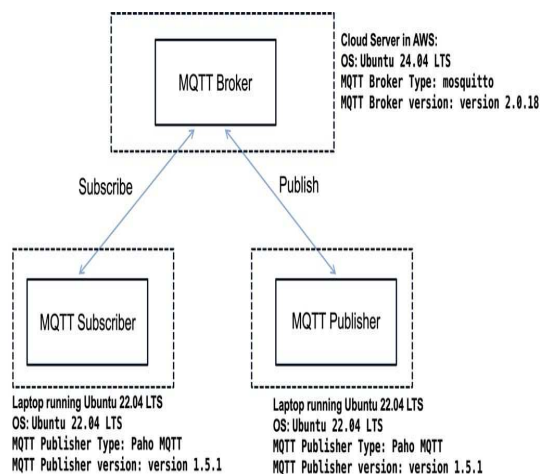 MQTT Broker
Cloud Server in AWS:
OS: Ubuntu 24.04 LTS
MQTT Broker Type: mosquitto
MQTT Broker version: version 2.0.18
Subscribe
Publish
MQTT Subscriber
MQTT Publisher
Laptop running Ubuntu 22.04 LTS
OS: Ubuntu 22.04 LTS
MQTT Publisher Type: Paho MQTT
MQTT Publisher version: version 1.5.1
Laptop running Ubuntu 22.04 LTS
OS: Ubuntu 22.04 LTS
MQTT Publisher Type: Paho MQTT
MQTT Publisher version: version 1.5.1